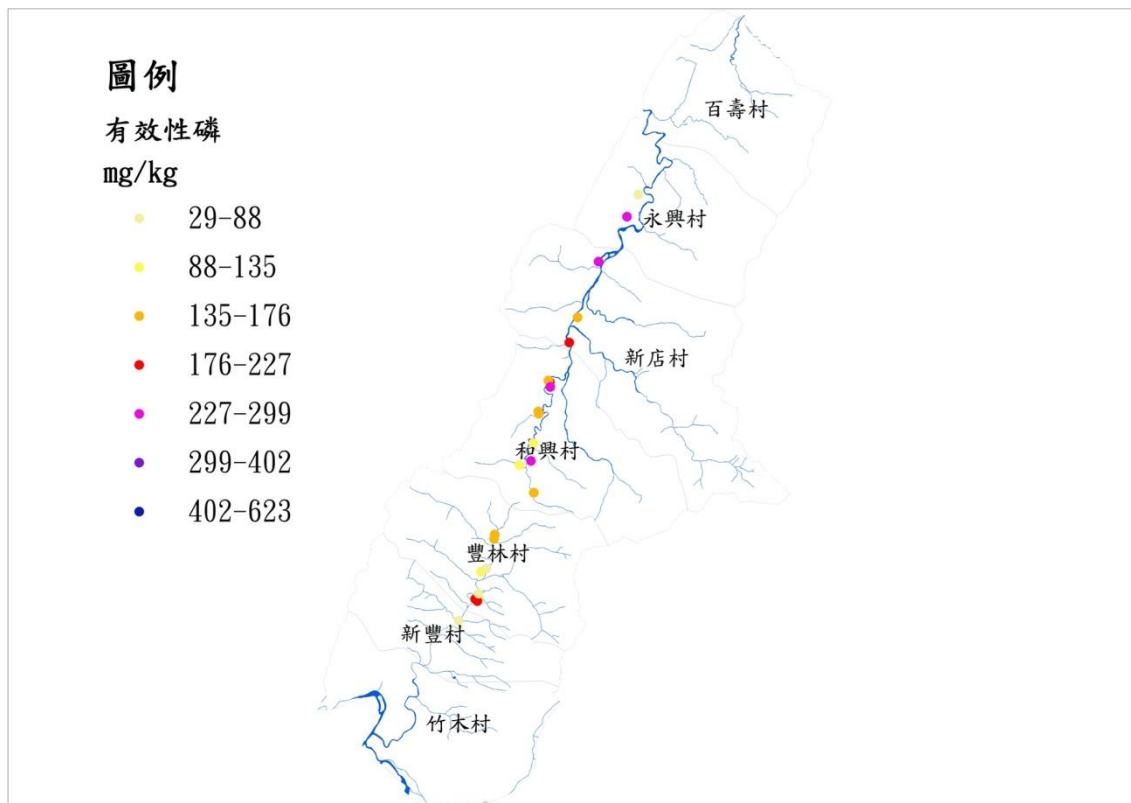 圖例
有效性磷
mg/kg
29-88
88-135
135-176
176-227
227-299
299-402
402-623
百壽村
永興村
新店村
和興村
豐林村
新豐村
竹木村